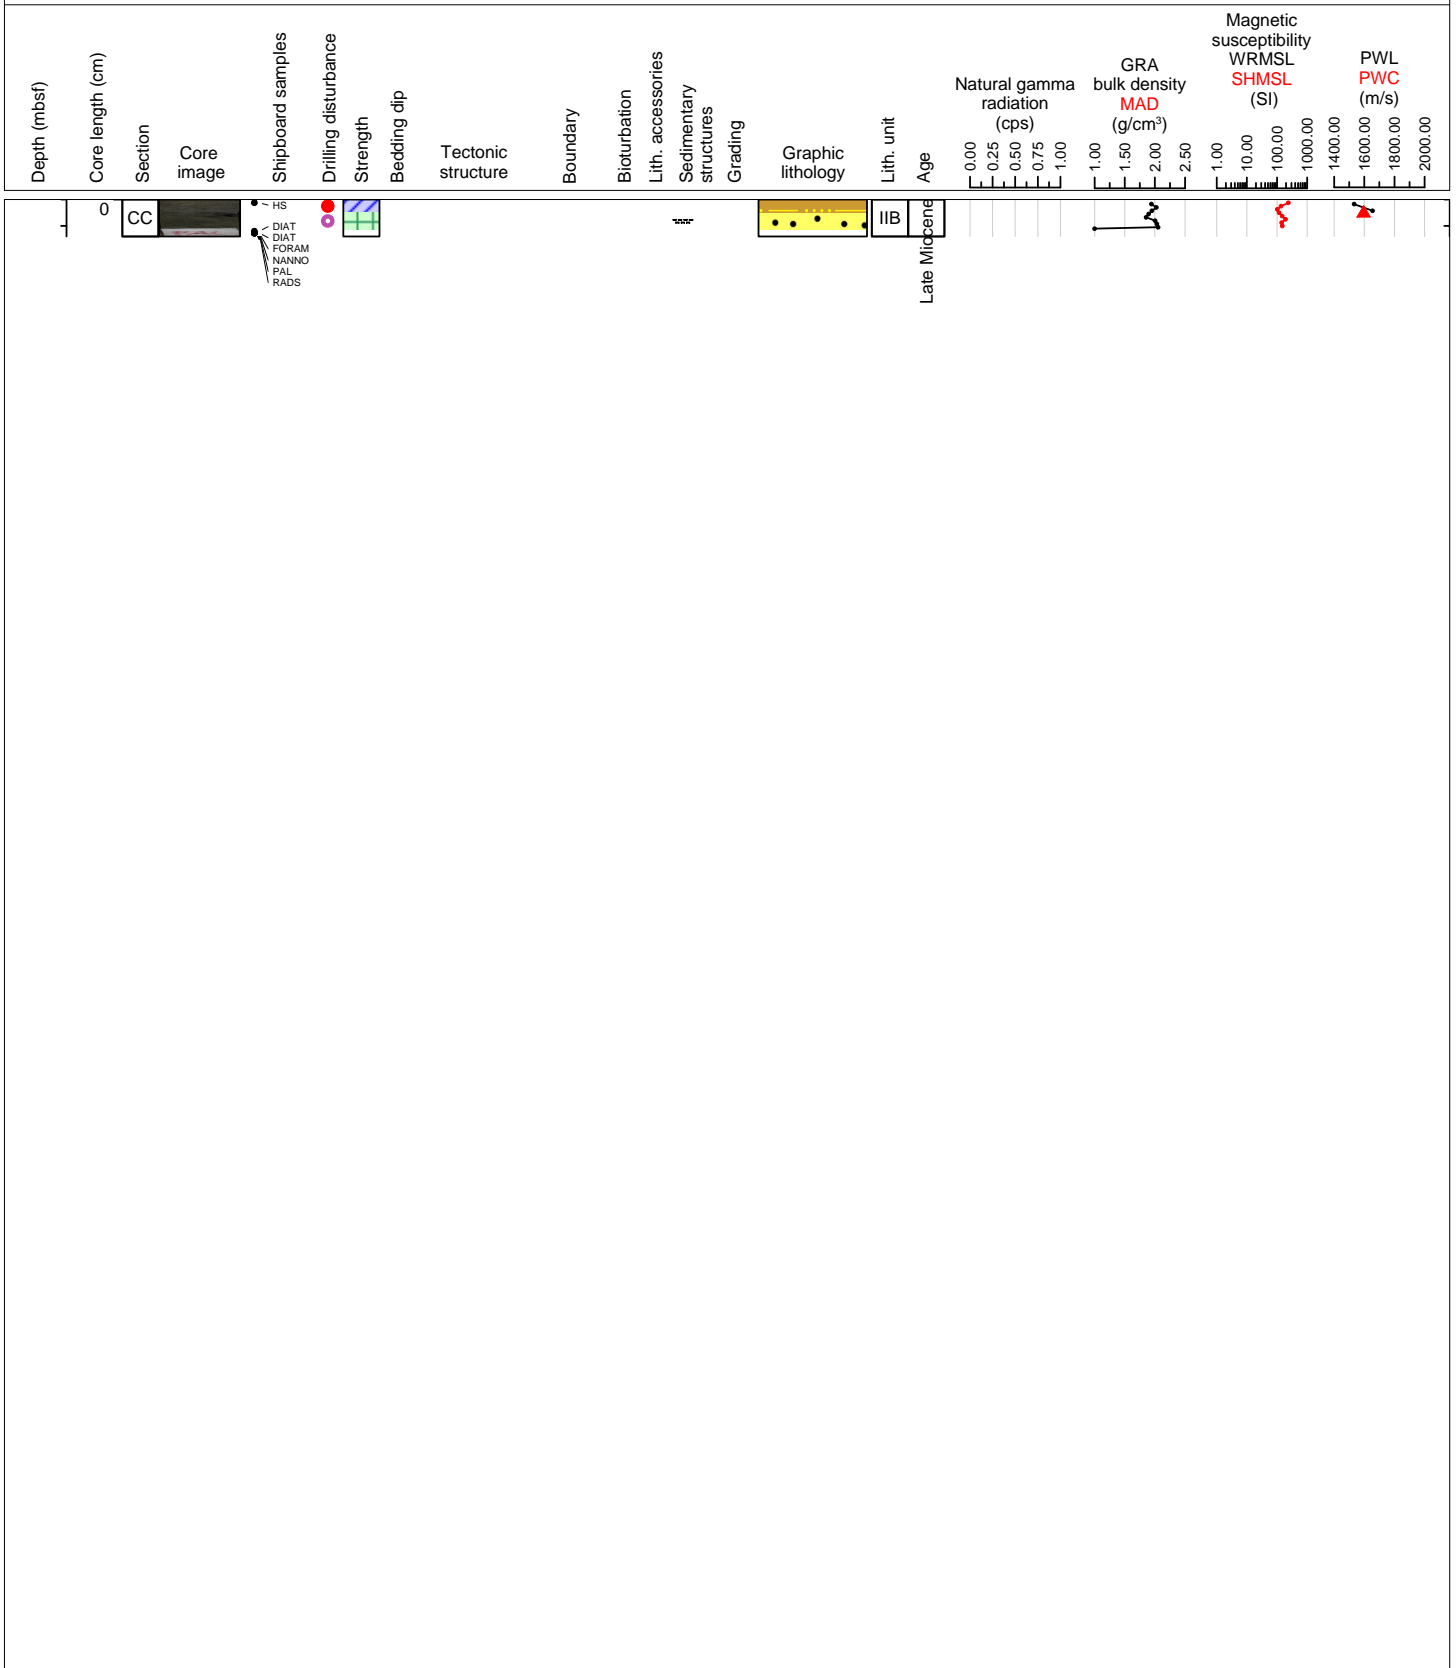 Depth (mbsf)
Core length (cm)
Section
Core
image
Shipboard samples
Drilling disturbance
Strength
Bedding dip
Tectonic
structure
Boundary
Bioturbation
Lith. accessories
Sedimentary
structures
Grading
Graphic
lithology
Lith. unit
Age
Natural gamma
radiation
(cps)
0.00
0.25
0.50
0.75
1.00
GRA
bulk density
MAD
(g/cm³)
1.00
1.50
2.00
2.50
Magnetic
susceptibility
WRMSL
SHMSL
(SI)
1.00
10.00
100.00
1000.00
PWL
PWC
(m/s)
1400.00
1600.00
1800.00
2000.00
0
CC
HS
DIAT
DIAT
FORAM
NANNO
PAL
RADS
IIB
Late Miocene